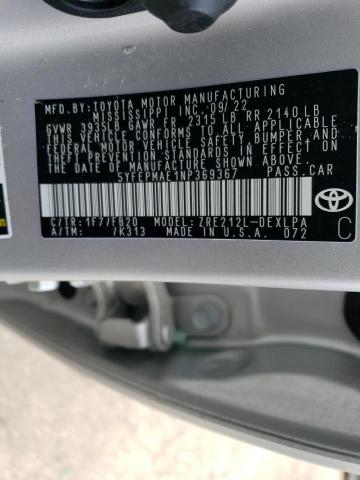 MFD.BY: TOYOTA MOTOR MANUFACTURING
MISSISSIPPI INC. 09/22
GVWR 3935LB GAWR FR 2315 LB RR 2140 LB
THIS VEHICLE CONFORMS TO ALL APPLICABLE
FEDERAL MOTOR VEHICLE SAFETY, BUMPER, AND
THEFT PREVENTION STANDARDS IN EFFECT ON
THE DATE OF MANUFACTURE SHOWN ABOVE.
5YFEPMAE1NP369367 PASS.CAR
C/TR: 1F7/FB20 MODEL: ZRE212L-DEXLPA
A/TM: /K313 MADE IN U.S.A. 072
C